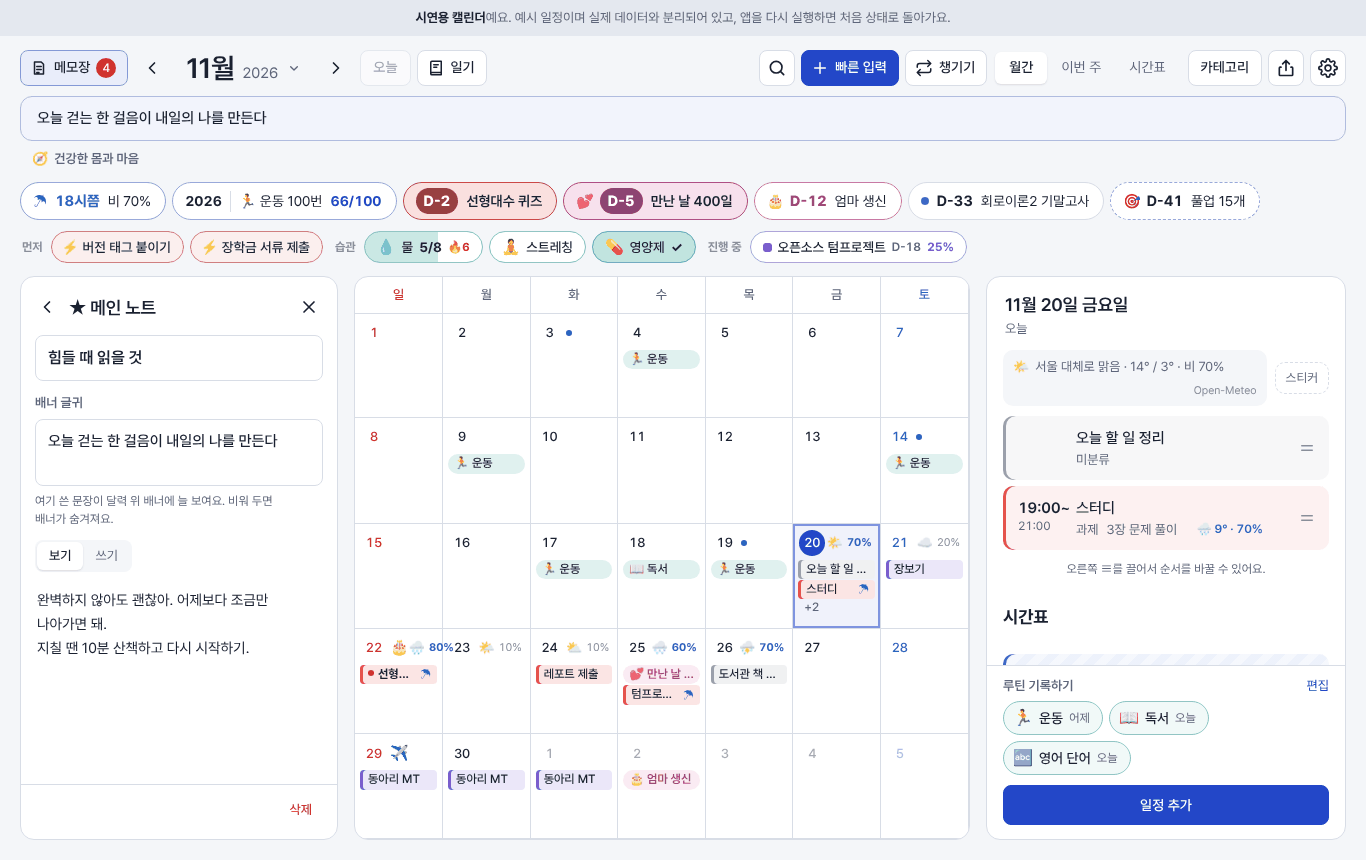 시연용 캘린더예요. 예시 일정이며 실제 데이터와 분리되어 있고, 앱을 다시 실행하면 처음 상태로 돌아가요.
메모장 4 11월 2026 오늘 일기 빠른 입력 챙기기 월간 이번 주 시간표 카테고리
오늘 걷는 한 걸음이 내일의 나를 만든다
건강한 몸과 마음
18시쯤 비 70% 2026 운동 100번 66/100 D-2 선형대수 퀴즈 D-5 만난 날 400일 D-12 엄마 생신 D-33 회로이론2 기말고사 D-41 풀업 15개
먼저 버전 태그 붙이기 장학금 서류 제출 습관 물 5/8 6 스트레칭 영양제 진행 중 오픈소스 텀프로젝트 D-18 25%
★ 메인 노트
힘들 때 읽을 것
배너 글귀
오늘 걷는 한 걸음이 내일의 나를 만든다
여기 쓴 문장이 달력 위 배너에 늘 보여요. 비워 두면
배너가 숨겨져요.
보기 쓰기
완벽하지 않아도 괜찮아. 어제보다 조금만
나아가면 돼.
지칠 땐 10분 산책하고 다시 시작하기.
삭제
일 월 화 수 목 금 토
1 2 3 4 5 6 7
운동
8 9 10 11 12 13 14
운동 운동
15 16 17 18 19 20 70% 21 20%
운동 독서 운동 오늘 할 일 ... 장보기
스터디
+2
22 80% 23 10% 24 10% 25 60% 26 70% 27 28
선형... 레포트 제출 만난 날 ... 도서관 책 ...
텀프로...
29 30 1 2 3 4 5
동아리 MT 동아리 MT 동아리 MT 엄마 생신
11월 20일 금요일
오늘
서울 대체로 맑음 · 14° / 3° · 비 70%
Open-Meteo
스티커
오늘 할 일 정리
미분류
19:00~ 스터디
21:00 과제 3장 문제 풀이 9° · 70%
오른쪽 ≡를 끌어서 순서를 바꿀 수 있어요.
시간표
루틴 기록하기 편집
운동 어제 독서 오늘
abc 영어 단어 오늘
일정 추가